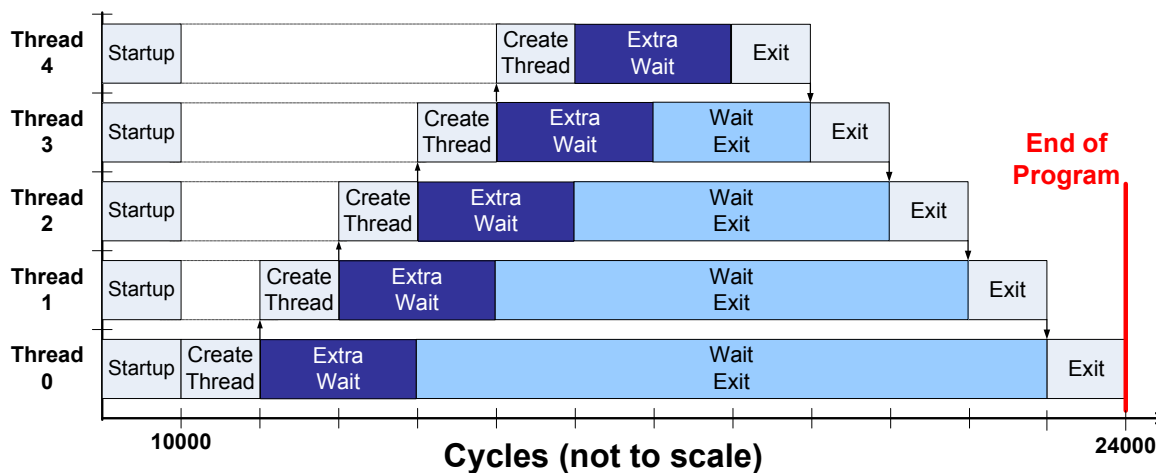 Thread
4
Startup
Create
Thread
Extra
Wait
Exit
Thread
3
Startup
Create
Thread
Extra
Wait
Wait
Exit
Exit
End of
Program
Thread
2
Startup
Create
Thread
Extra
Wait
Wait
Exit
Exit
Thread
1
Startup
Create
Thread
Extra
Wait
Wait
Exit
Exit
Thread
0
Startup
Create
Thread
Extra
Wait
Wait
Exit
Exit
10000
Cycles (not to scale)
24000